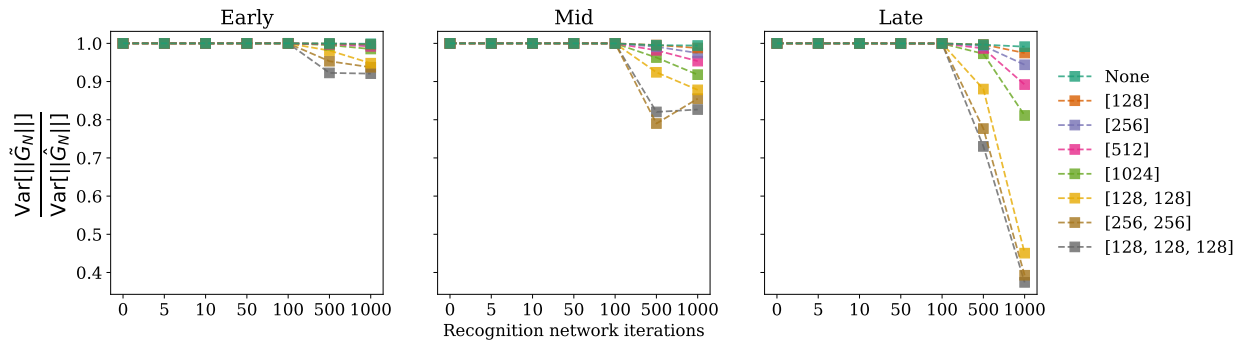 Early
Mid
Late
Var[||G̃_N||]
Var[||Ĝ_N||]
1.0
0.9
0.8
0.7
0.6
0.5
0.4
0 5 10 50 100 500 1000
0 5 10 50 100 500 1000
0 5 10 50 100 500 1000
Recognition network iterations
None
[128]
[256]
[512]
[1024]
[128, 128]
[256, 256]
[128, 128, 128]